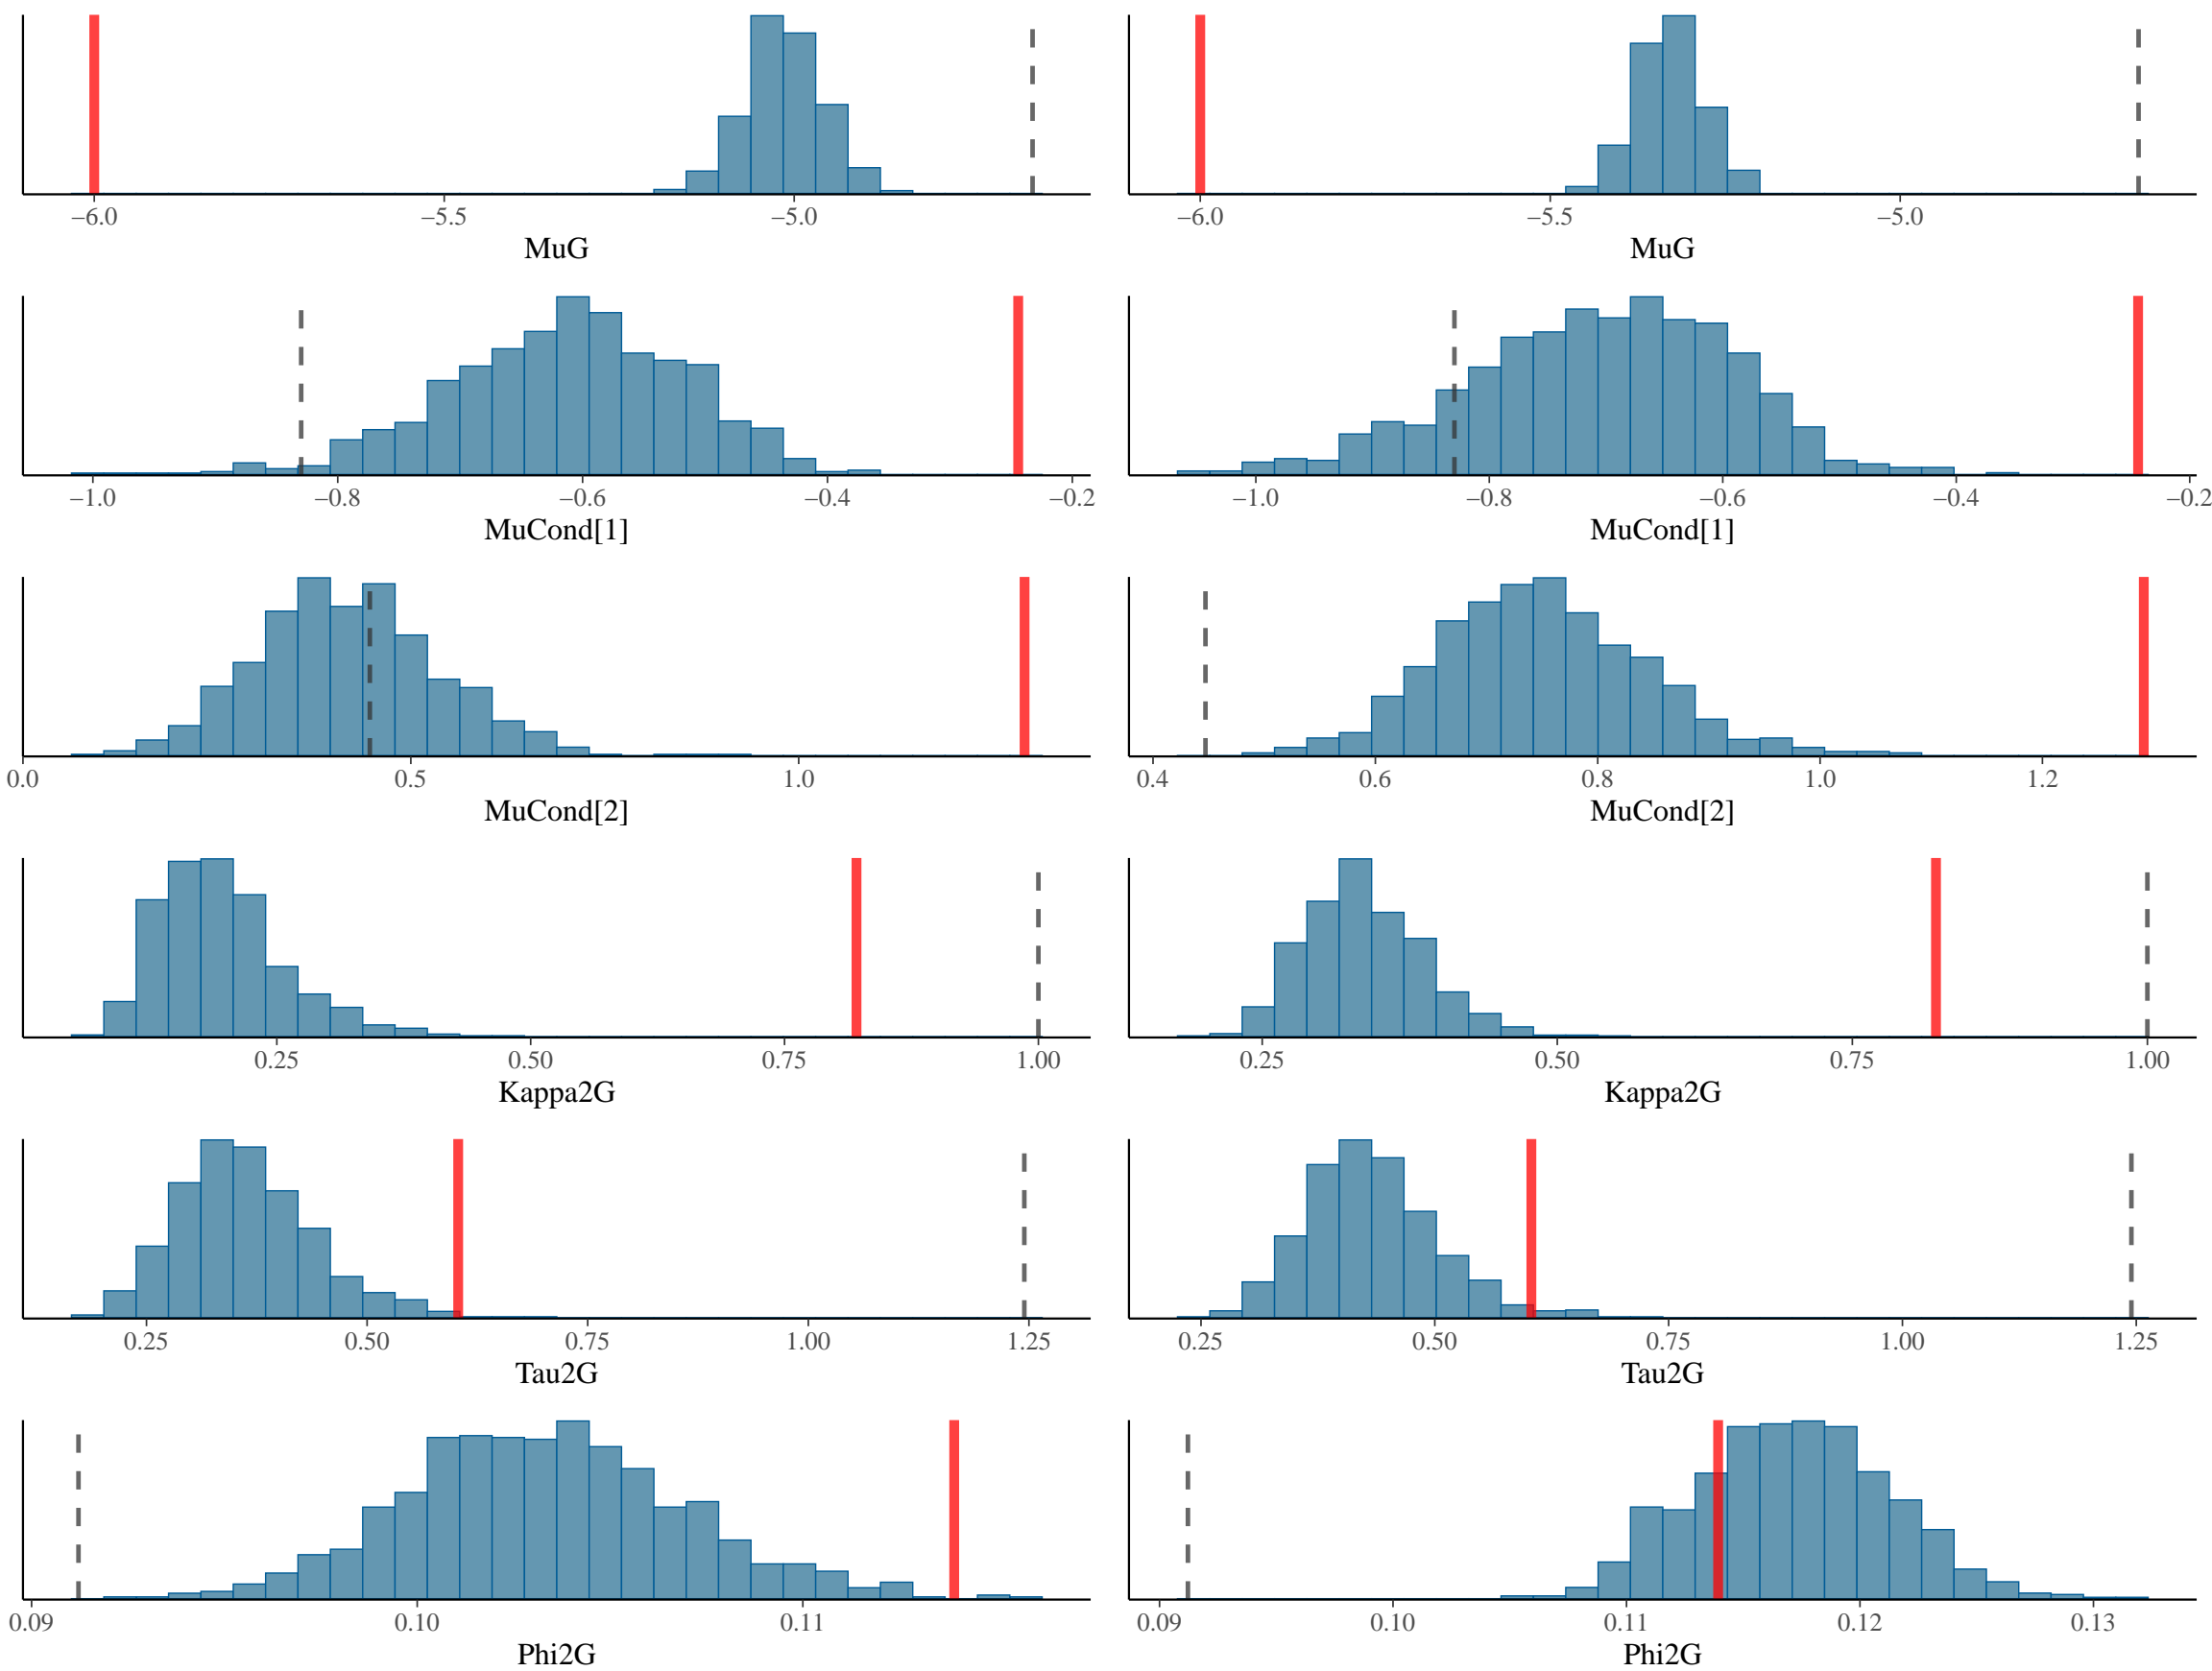 −6.0 −5.5 −5.0
MuG
−6.0 −5.5 −5.0
MuG
−1.0 −0.8 −0.6 −0.4 −0.2
MuCond[1]
−1.0 −0.8 −0.6 −0.4 −0.2
MuCond[1]
0.0 0.5 1.0
MuCond[2]
0.4 0.6 0.8 1.0 1.2
MuCond[2]
0.25 0.50 0.75 1.00
Kappa2G
0.25 0.50 0.75 1.00
Kappa2G
0.25 0.50 0.75 1.00 1.25
Tau2G
0.25 0.50 0.75 1.00 1.25
Tau2G
0.09 0.10 0.11
Phi2G
0.09 0.10 0.11 0.12 0.13
Phi2G